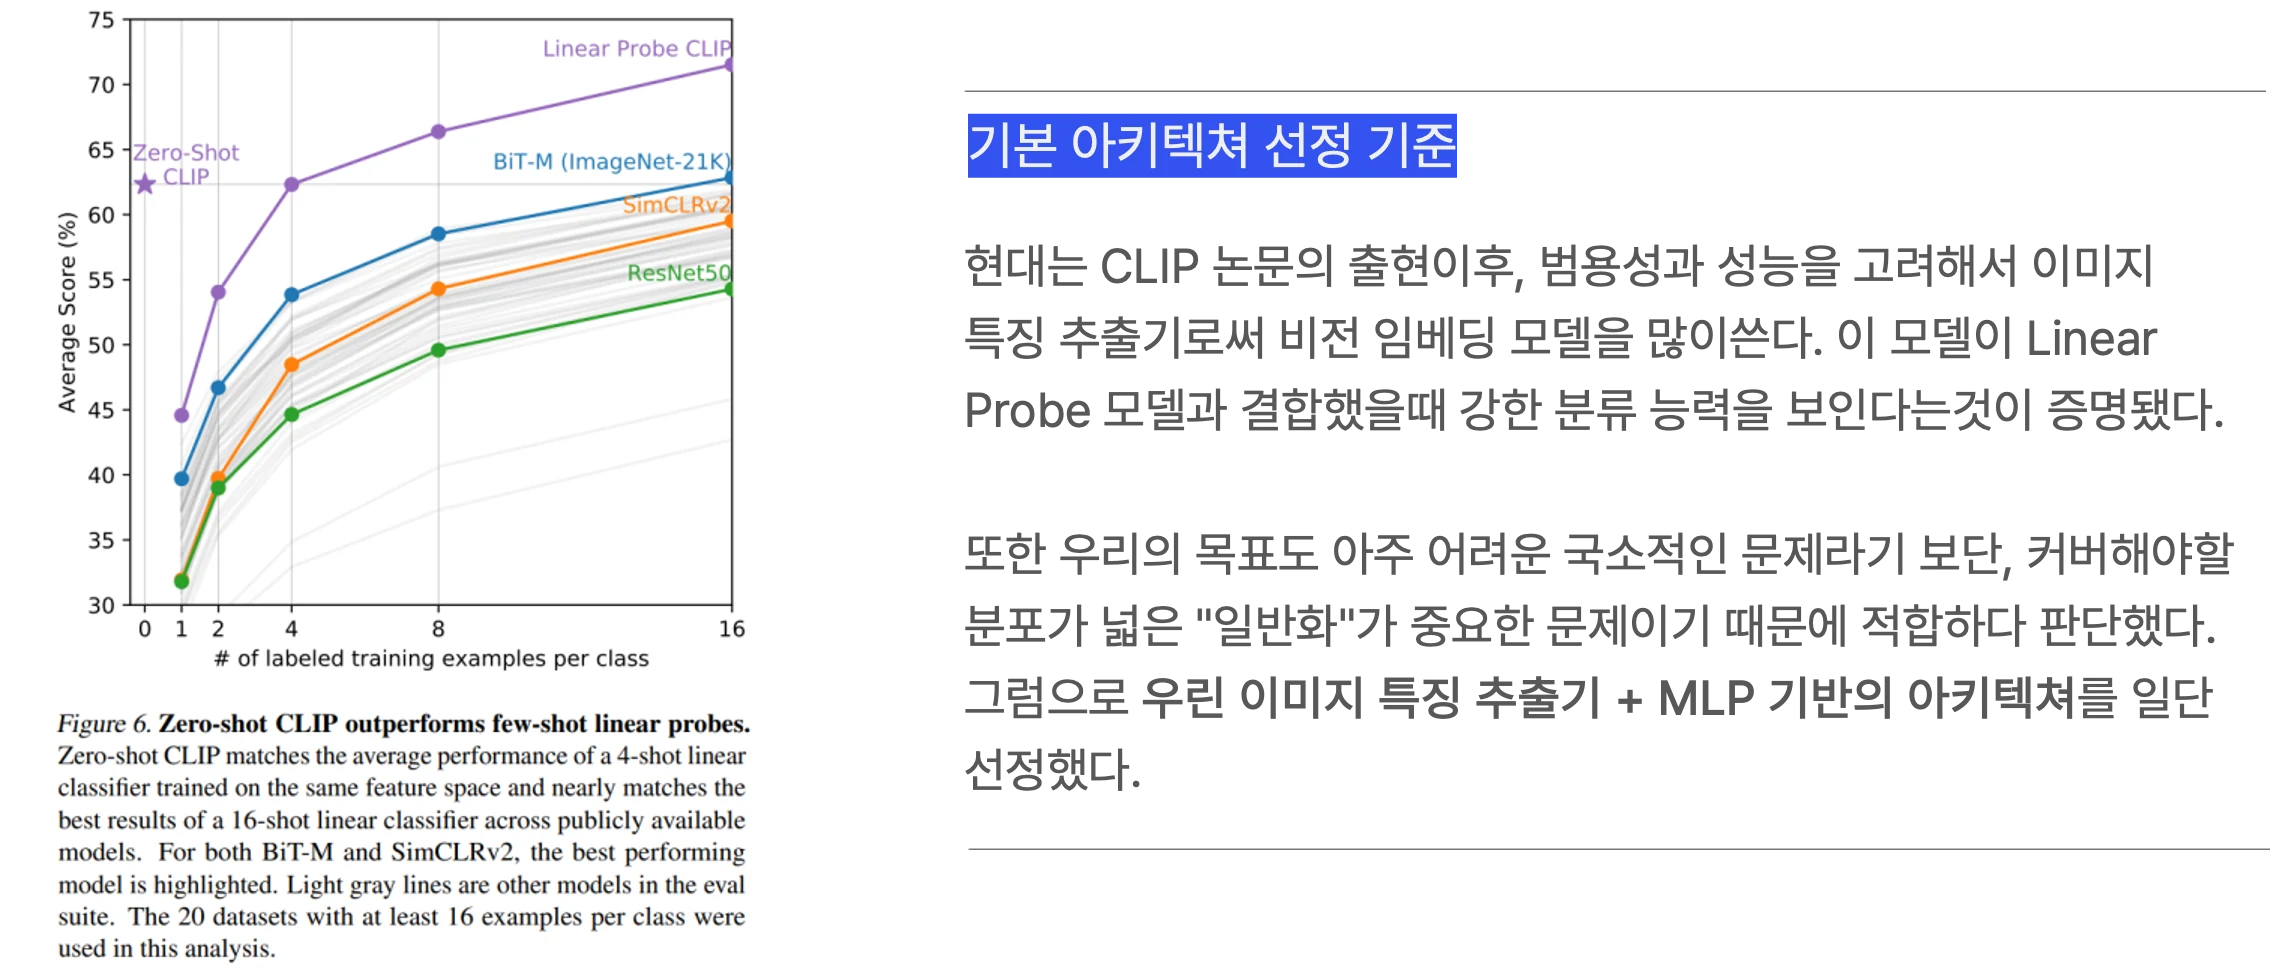 75
70
65
60
55
50
45
40
35
30
Average Score (%)
Linear Probe CLIP
Zero-Shot
CLIP
BiT-M (ImageNet-21K)
SimCLRv2
ResNet50
0 1 2 4 8 16
# of labeled training examples per class
Figure 6. Zero-shot CLIP outperforms few-shot linear probes.
Zero-shot CLIP matches the average performance of a 4-shot linear
classifier trained on the same feature space and nearly matches the
best results of a 16-shot linear classifier across publicly available
models. For both BiT-M and SimCLRv2, the best performing
model is highlighted. Light gray lines are other models in the eval
suite. The 20 datasets with at least 16 examples per class were
used in this analysis.
기본 아키텍쳐 선정 기준
현대는 CLIP 논문의 출현이후, 범용성과 성능을 고려해서 이미지
특징 추출기로써 비전 임베딩 모델을 많이쓴다. 이 모델이 Linear
Probe 모델과 결합했을때 강한 분류 능력을 보인다는것이 증명됐다.
또한 우리의 목표도 아주 어려운 국소적인 문제라기 보단, 커버해야할
분포가 넓은 "일반화"가 중요한 문제이기 때문에 적합하다 판단했다.
그럼으로 우린 이미지 특징 추출기 + MLP 기반의 아키텍쳐를 일단
선정했다.